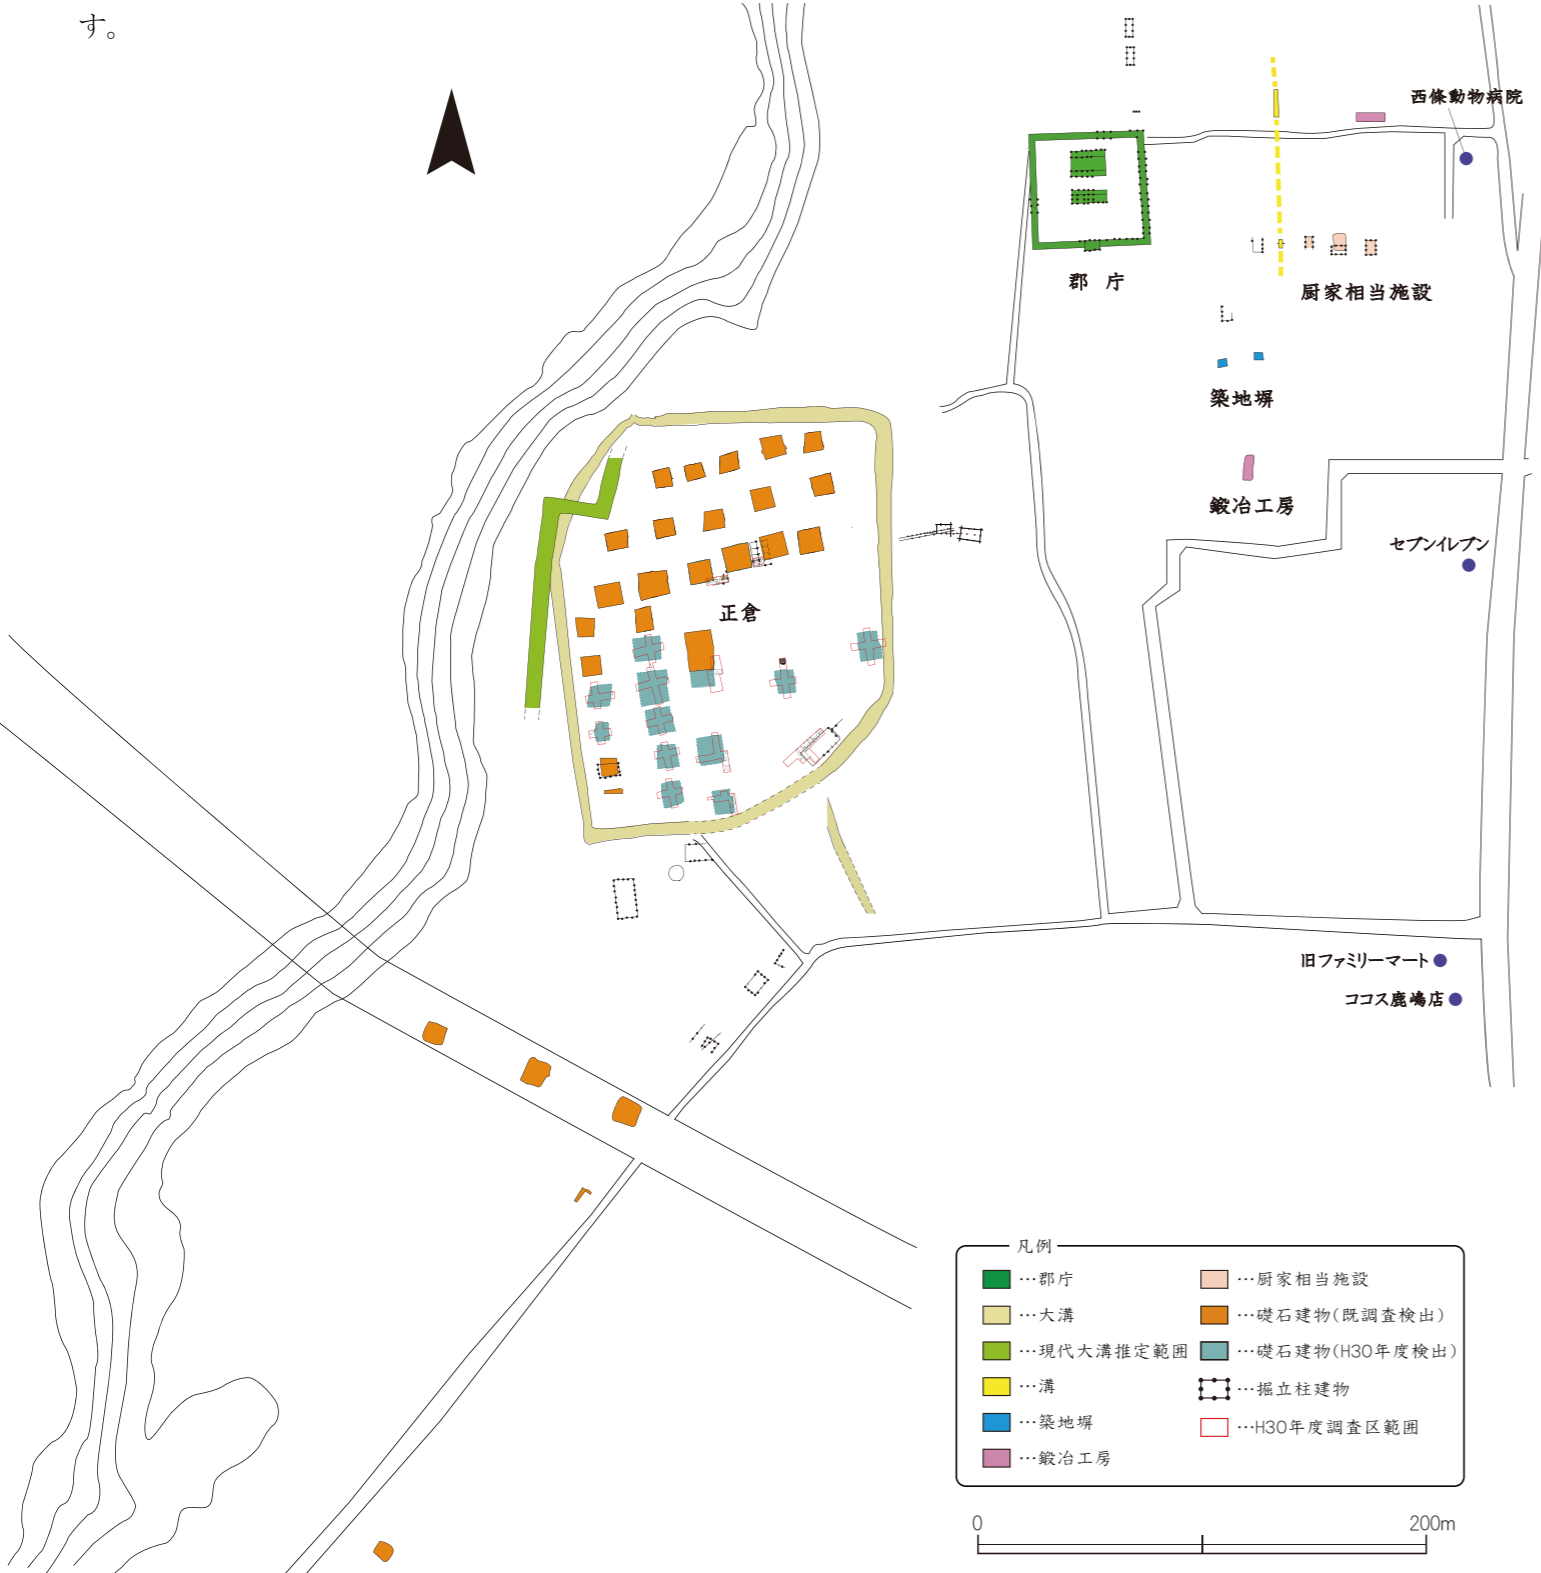 す。
西條動物病院
郡 庁
厨家相当施設
築地塀
鍛冶工房
セブンイレブン
正倉
旧ファミリーマート
ココス鹿嶋店
凡例
…郡庁
…大溝
…現代大溝推定範囲
…溝
…築地塀
…鍛冶工房
…厨家相当施設
…礎石建物(既調査検出)
…礎石建物(H30年度検出)
…掘立柱建物
…H30年度調査区範囲
0 200m